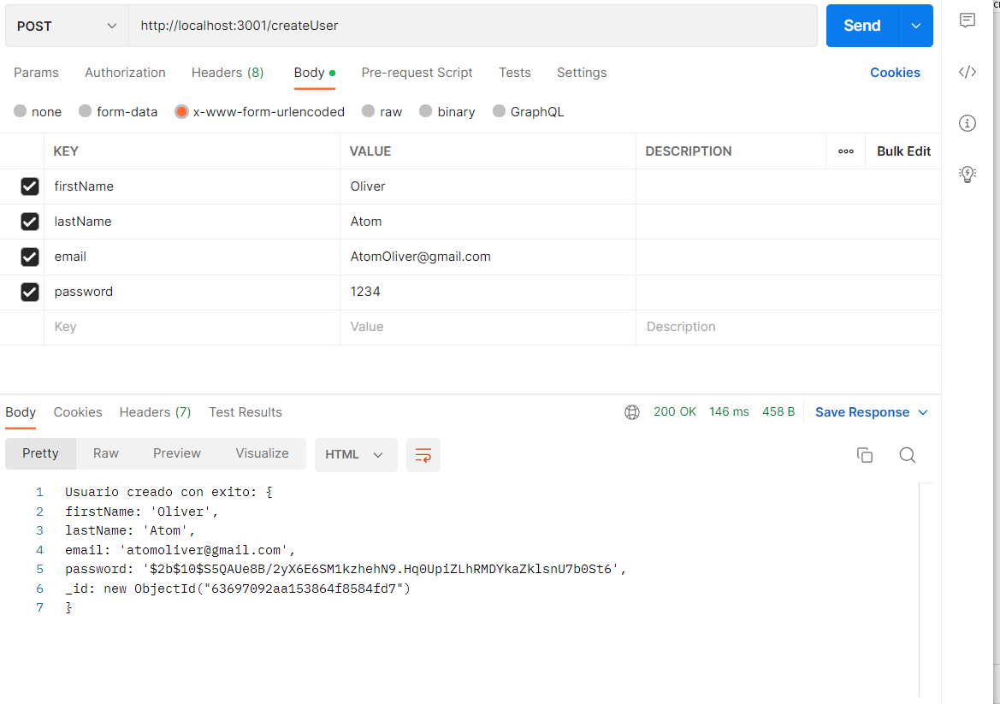 POST http://localhost:3001/createUser Send
Params Authorization Headers (8) Body Pre-request Script Tests Settings Cookies
none form-data x-www-form-urlencoded raw binary GraphQL
KEY VALUE DESCRIPTION Bulk Edit
firstName Oliver
lastName Atom
email AtomOliver@gmail.com
password 1234
Key Value Description
Body Cookies Headers (7) Test Results 200 OK 146 ms 458 B Save Response
Pretty Raw Preview Visualize HTML
1 Usuario creado con exito: {
2 firstName: 'Oliver',
3 lastName: 'Atom',
4 email: 'atomoliver@gmail.com',
5 password: '$2b$10$S5QAUe8B/2yX6E6SM1kzhehN9.Hq0UpiZLhRMDYkaZklsnU7b0St6',
6 _id: new ObjectId("63697092aa153864f8584fd7")
7 }